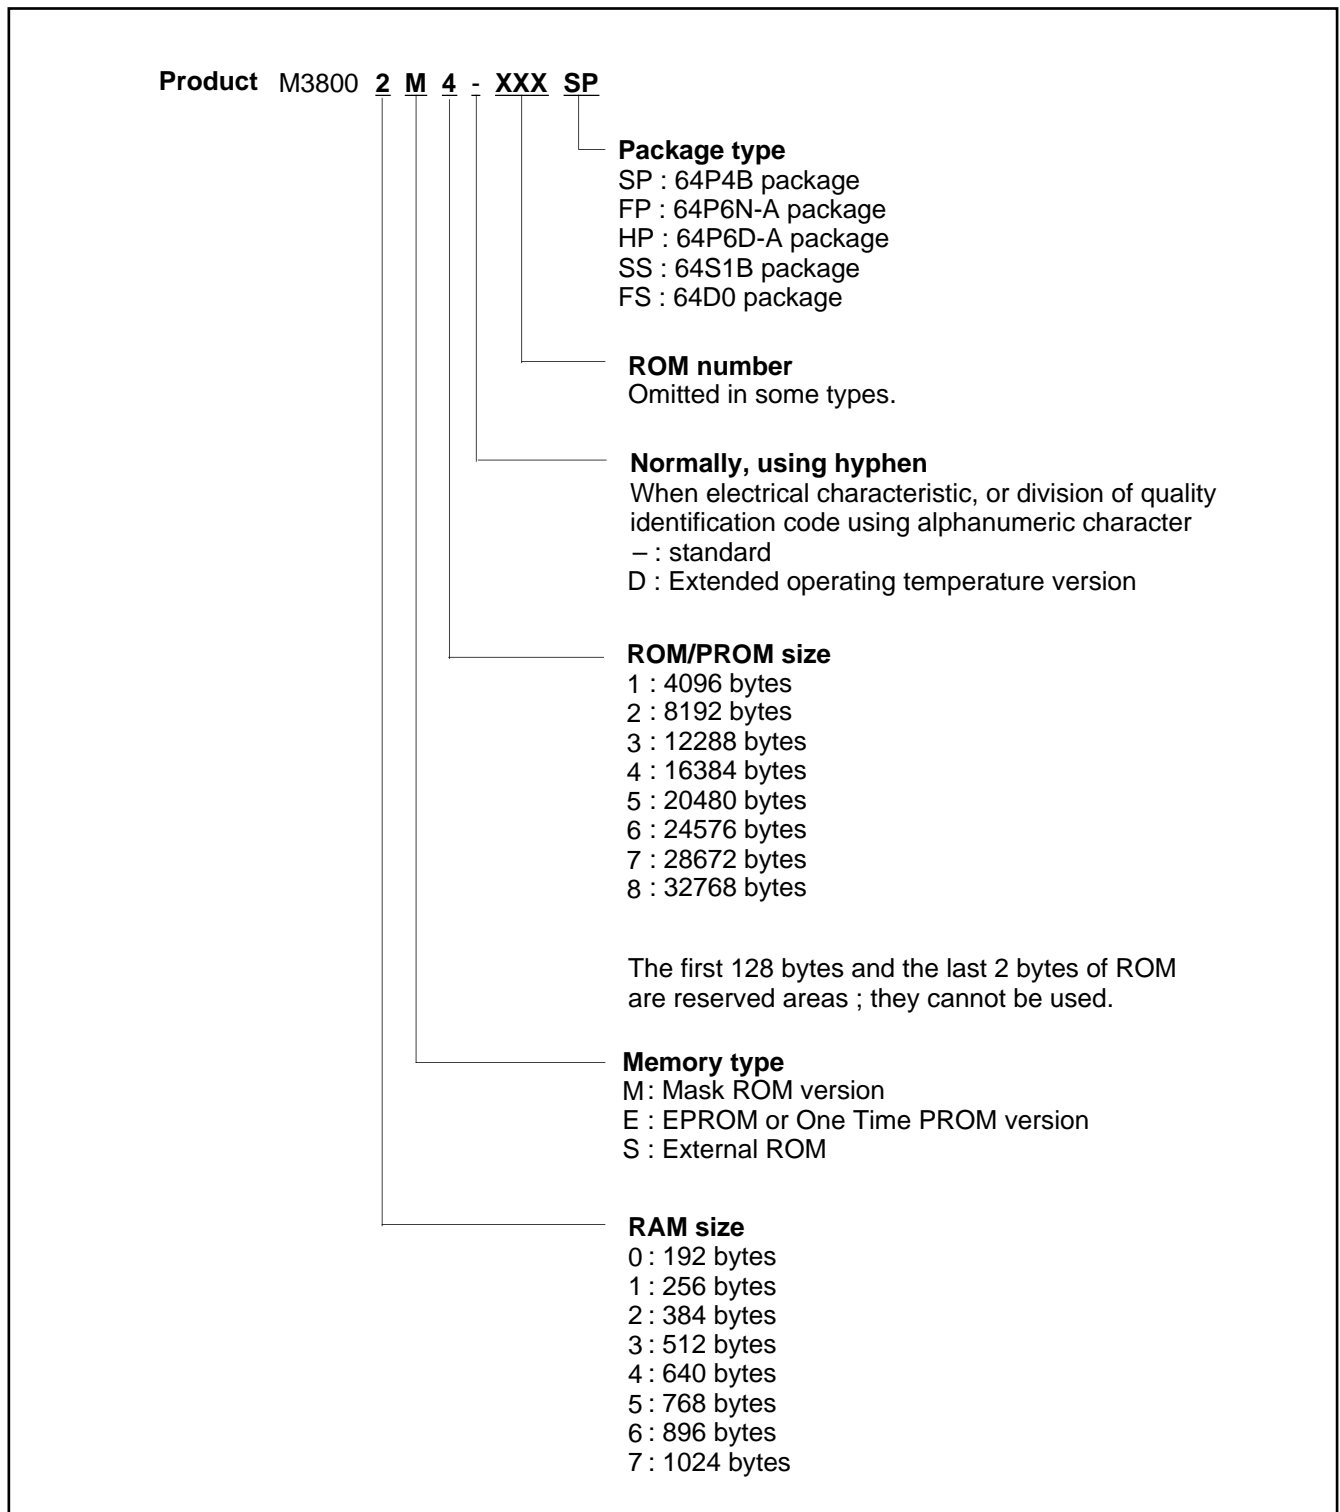 Product M3800 2 M 4 - XXX SP
Package type
SP : 64P4B package
FP : 64P6N-A package
HP : 64P6D-A package
SS : 64S1B package
FS : 64D0 package
ROM number
Omitted in some types.
Normally, using hyphen
When electrical characteristic, or division of quality
identification code using alphanumeric character
– : standard
D : Extended operating temperature version
ROM/PROM size
1 : 4096 bytes
2 : 8192 bytes
3 : 12288 bytes
4 : 16384 bytes
5 : 20480 bytes
6 : 24576 bytes
7 : 28672 bytes
8 : 32768 bytes
The first 128 bytes and the last 2 bytes of ROM
are reserved areas ; they cannot be used.
Memory type
M : Mask ROM version
E : EPROM or One Time PROM version
S : External ROM
RAM size
0 : 192 bytes
1 : 256 bytes
2 : 384 bytes
3 : 512 bytes
4 : 640 bytes
5 : 768 bytes
6 : 896 bytes
7 : 1024 bytes